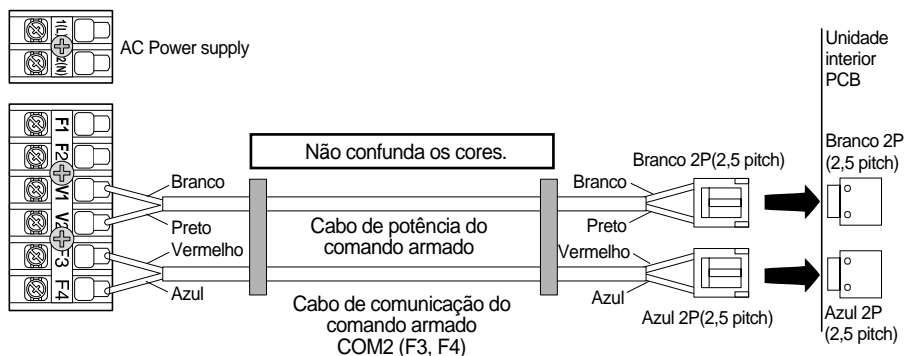 1(L)
2(N)
AC Power supply
F1
F2
V1
V2
F3
F4
Não confunda os cores.
Branco
Preto
Vermelho
Azul
Cabo de potência do
comando armado
Cabo de comunicação do
comando armado
COM2 (F3, F4)
Branco
Preto
Vermelho
Azul
Branco 2P(2,5 pitch)
Azul 2P(2,5 pitch)
Unidade
interior
PCB
Branco 2P
(2,5 pitch)
Azul 2P
(2,5 pitch)